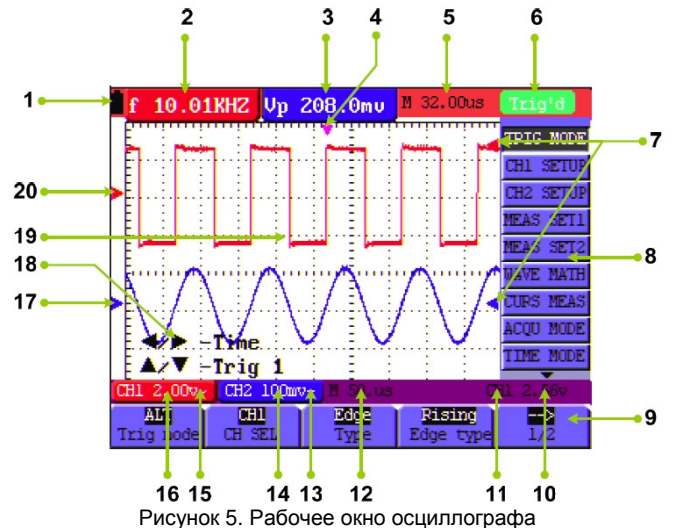 2 3 4 5 6
1 f 10.01KHZ Vp 208.0mv M 32.00us Trig'd
TRIG MODE 7
CH1 SETUP
CH2 SETUP
20 MEAS SET1
19 MEAS SET2 8
18 WAVE MATH
17 CURS MEAS
ACQU MODE
◄/► -Time TIME MODE
▲/▼ -Trig 1
CH1 2.00v~ CH2 100mv~ M us CH1 2.56v
ALT CH1 Edge Rising --> 9
Trig mode CH SEL Type Edge type 1/2
16 15 14 13 12 11 10
Рисунок 5. Рабочее окно осциллографа